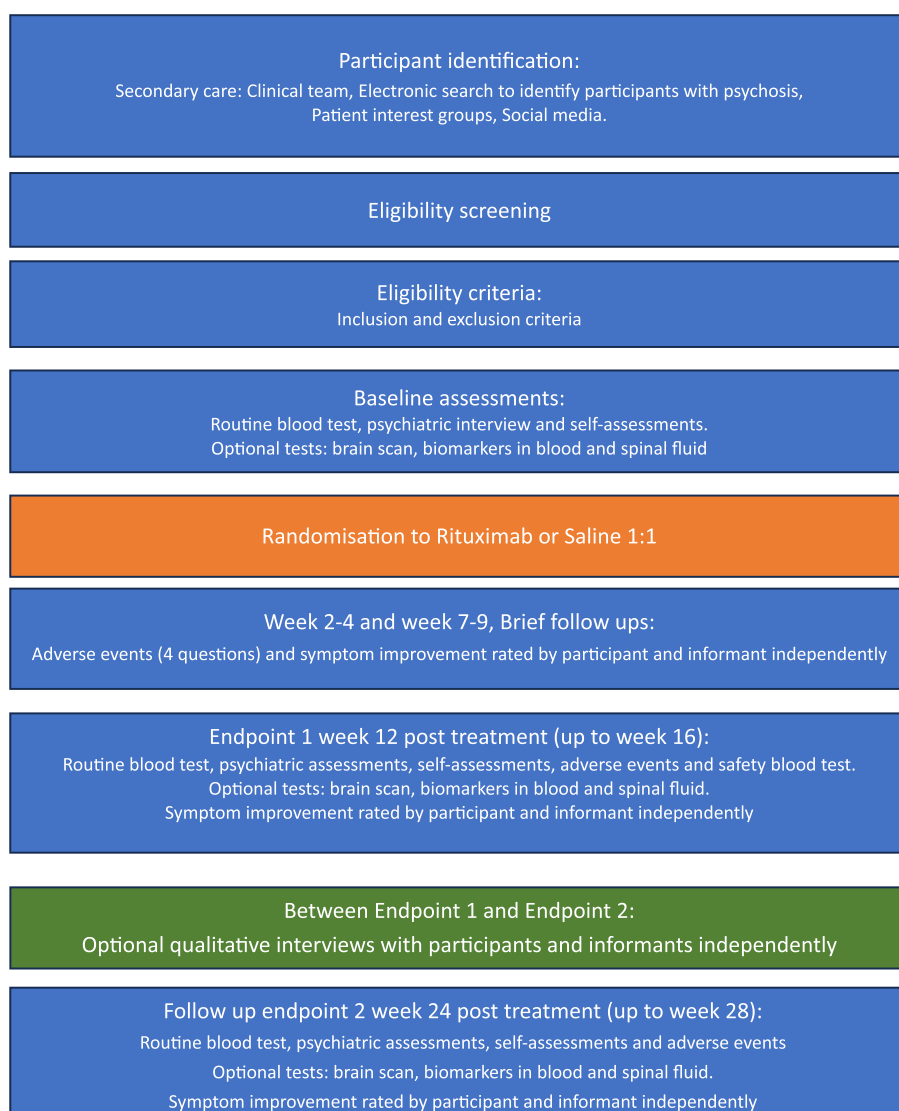 Participant identification:
Secondary care: Clinical team, Electronic search to identify participants with psychosis,
Patient interest groups, Social media.
Eligibility screening
Eligibility criteria:
Inclusion and exclusion criteria
Baseline assessments:
Routine blood test, psychiatric interview and self-assessments.
Optional tests: brain scan, biomarkers in blood and spinal fluid
Randomisation to Rituximab or Saline 1:1
Week 2-4 and week 7-9, Brief follow ups:
Adverse events (4 questions) and symptom improvement rated by participant and informant independently
Endpoint 1 week 12 post treatment (up to week 16):
Routine blood test, psychiatric assessments, self-assessments, adverse events and safety blood test.
Optional tests: brain scan, biomarkers in blood and spinal fluid.
Symptom improvement rated by participant and informant independently
Between Endpoint 1 and Endpoint 2:
Optional qualitative interviews with participants and informants independently
Follow up endpoint 2 week 24 post treatment (up to week 28):
Routine blood test, psychiatric assessments, self-assessments and adverse events
Optional tests: brain scan, biomarkers in blood and spinal fluid.
Symptom improvement rated by participant and informant independently